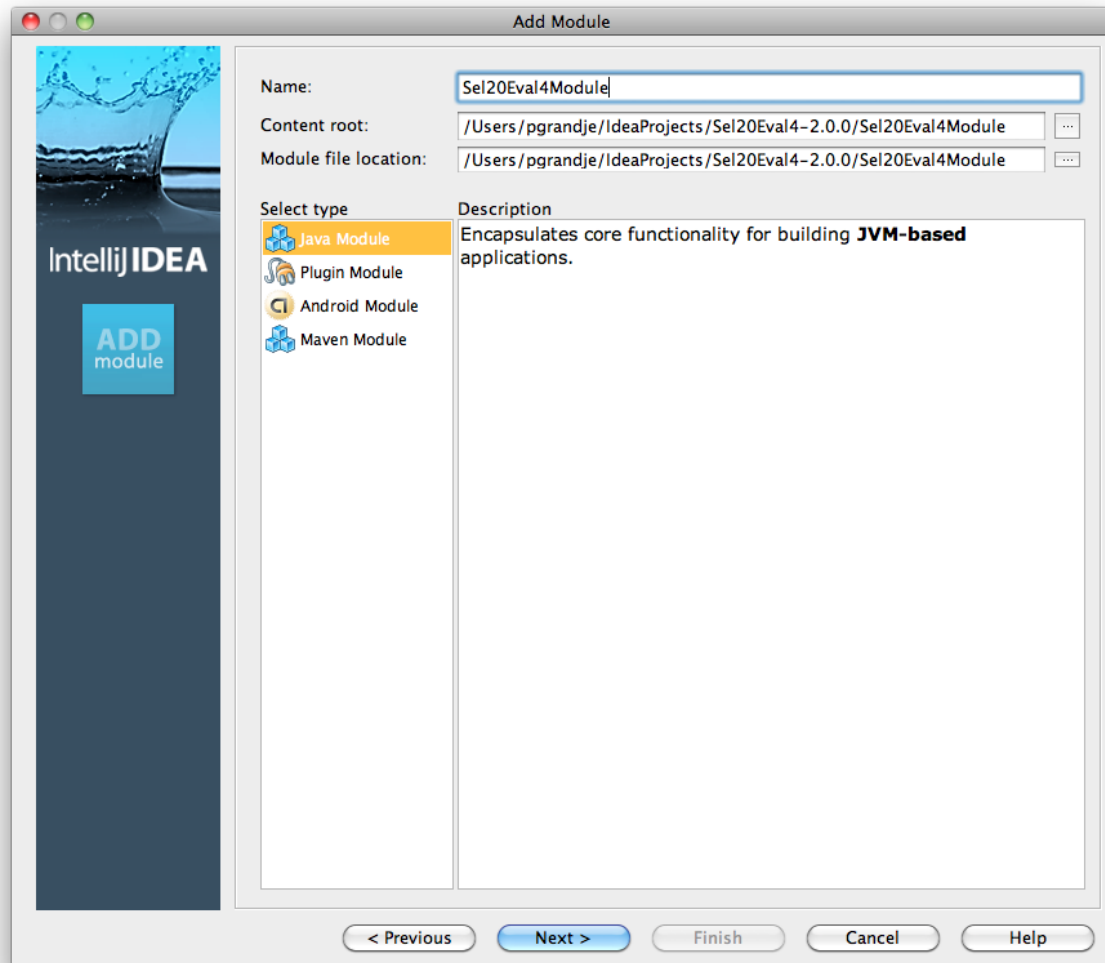 Add Module
IntelliJIDEA
ADD
module
Name:
Sel20Eval4Module
Content root:
/Users/pgrandje/IdeaProjects/Sel20Eval4-2.0.0/Sel20Eval4Module
...
Module file location:
/Users/pgrandje/IdeaProjects/Sel20Eval4-2.0.0/Sel20Eval4Module
...
Select type
Java Module
Plugin Module
Android Module
Maven Module
Description
Encapsulates core functionality for building JVM-based
applications.
< Previous
Next >
Finish
Cancel
Help